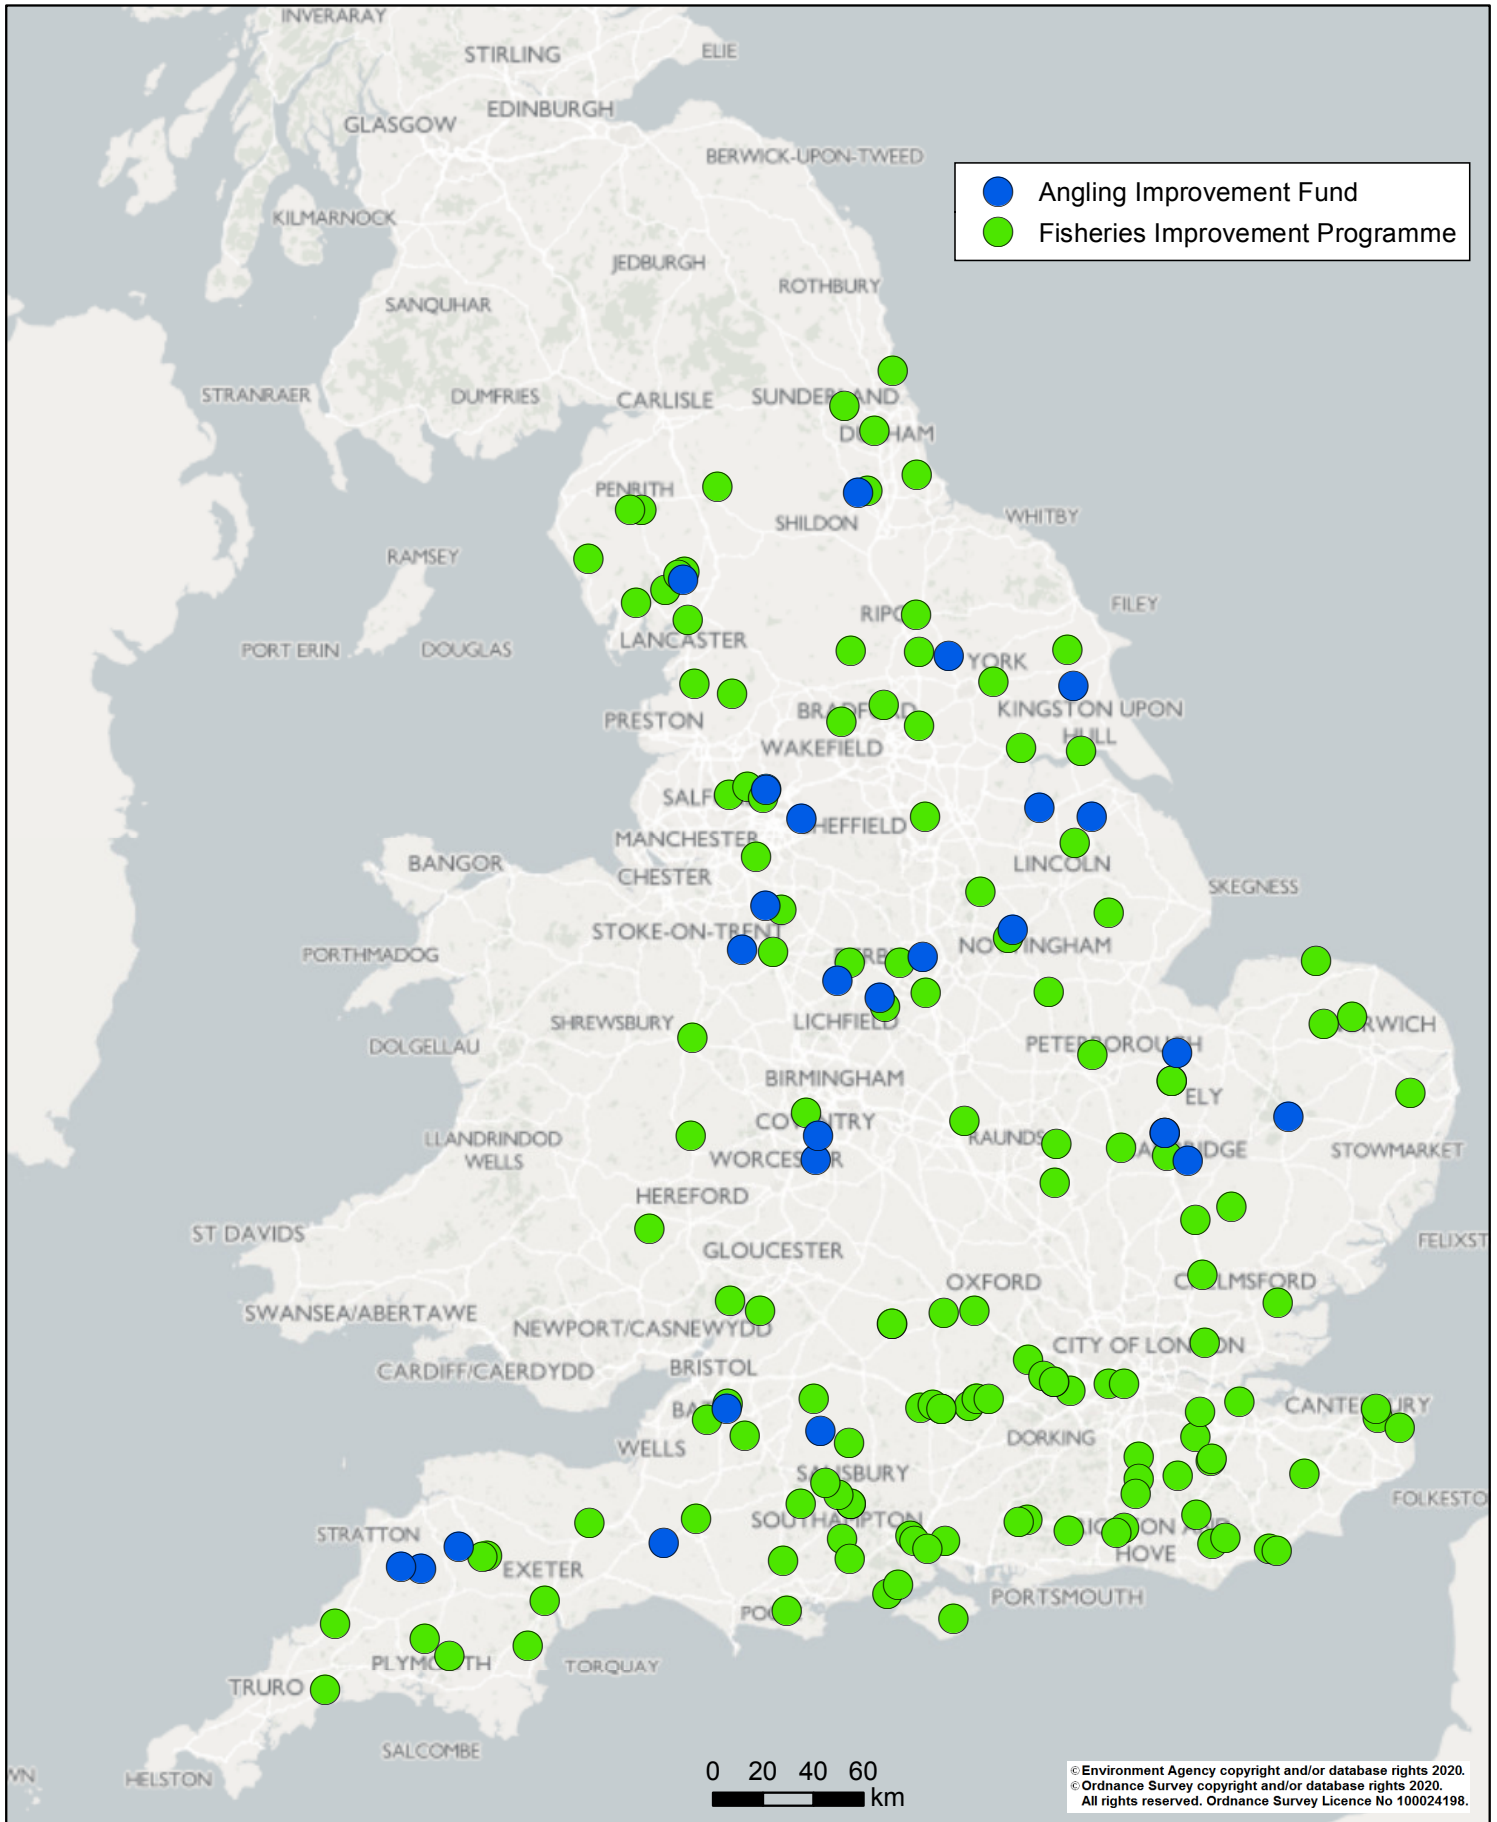 INVERARAY
STIRLING
ELIE
EDINBURGH
GLASGOW
BERWICK-UPON-TWEED
Angling Improvement Fund
KILMARNOCK
Fisheries Improvement Programme
JEDBURGH
ROTHBURY
SANQUHAR
STRANRAER
DUMFRIES
CARLISLE
SUNDERLAND
DURHAM
PENRITH
SHILDON
WHITBY
RAMSEY
FILEY
RIPON
LANCASTER
PORT ERIN
DOUGLAS
YORK
BRADFORD
KINGSTON UPON
HULL
PRESTON
WAKEFIELD
SALFORD
SHEFFIELD
MANCHESTER
BANGOR
CHESTER
LINCOLN
SKEGNESS
STOKE-ON-TRENT
NOTTINGHAM
PORTHMADOG
DERBY
SHREWSBURY
LICHFIELD
NORWICH
DOLGELLAU
PETERBOROUGH
BIRMINGHAM
ELY
COVENTRY
LLANDRINDOD
WELLS
RAUNDS
CAMBRIDGE
STOWMARKET
WORCESTER
HEREFORD
ST DAVIDS
FELIXST
GLOUCESTER
OXFORD
CHELMSFORD
SWANSEA/ABERTAWE
NEWPORT/CASNEWYDD
CITY OF LONDON
CARDIFF/CAERDYDD
BRISTOL
BATH
CANTERBURY
WELLS
DORKING
SALISBURY
FOLKESTO
SOUTHAMPTON
STRATTON
BRIGHTON AND
HOVE
EXETER
PORTSMOUTH
POOLE
PLYMOUTH
TORQUAY
TRURO
SALCOMBE
WN
HELSTON
0 20 40 60
km
© Environment Agency copyright and/or database rights 2020.
© Ordnance Survey copyright and/or database rights 2020.
All rights reserved. Ordnance Survey Licence No 100024198.